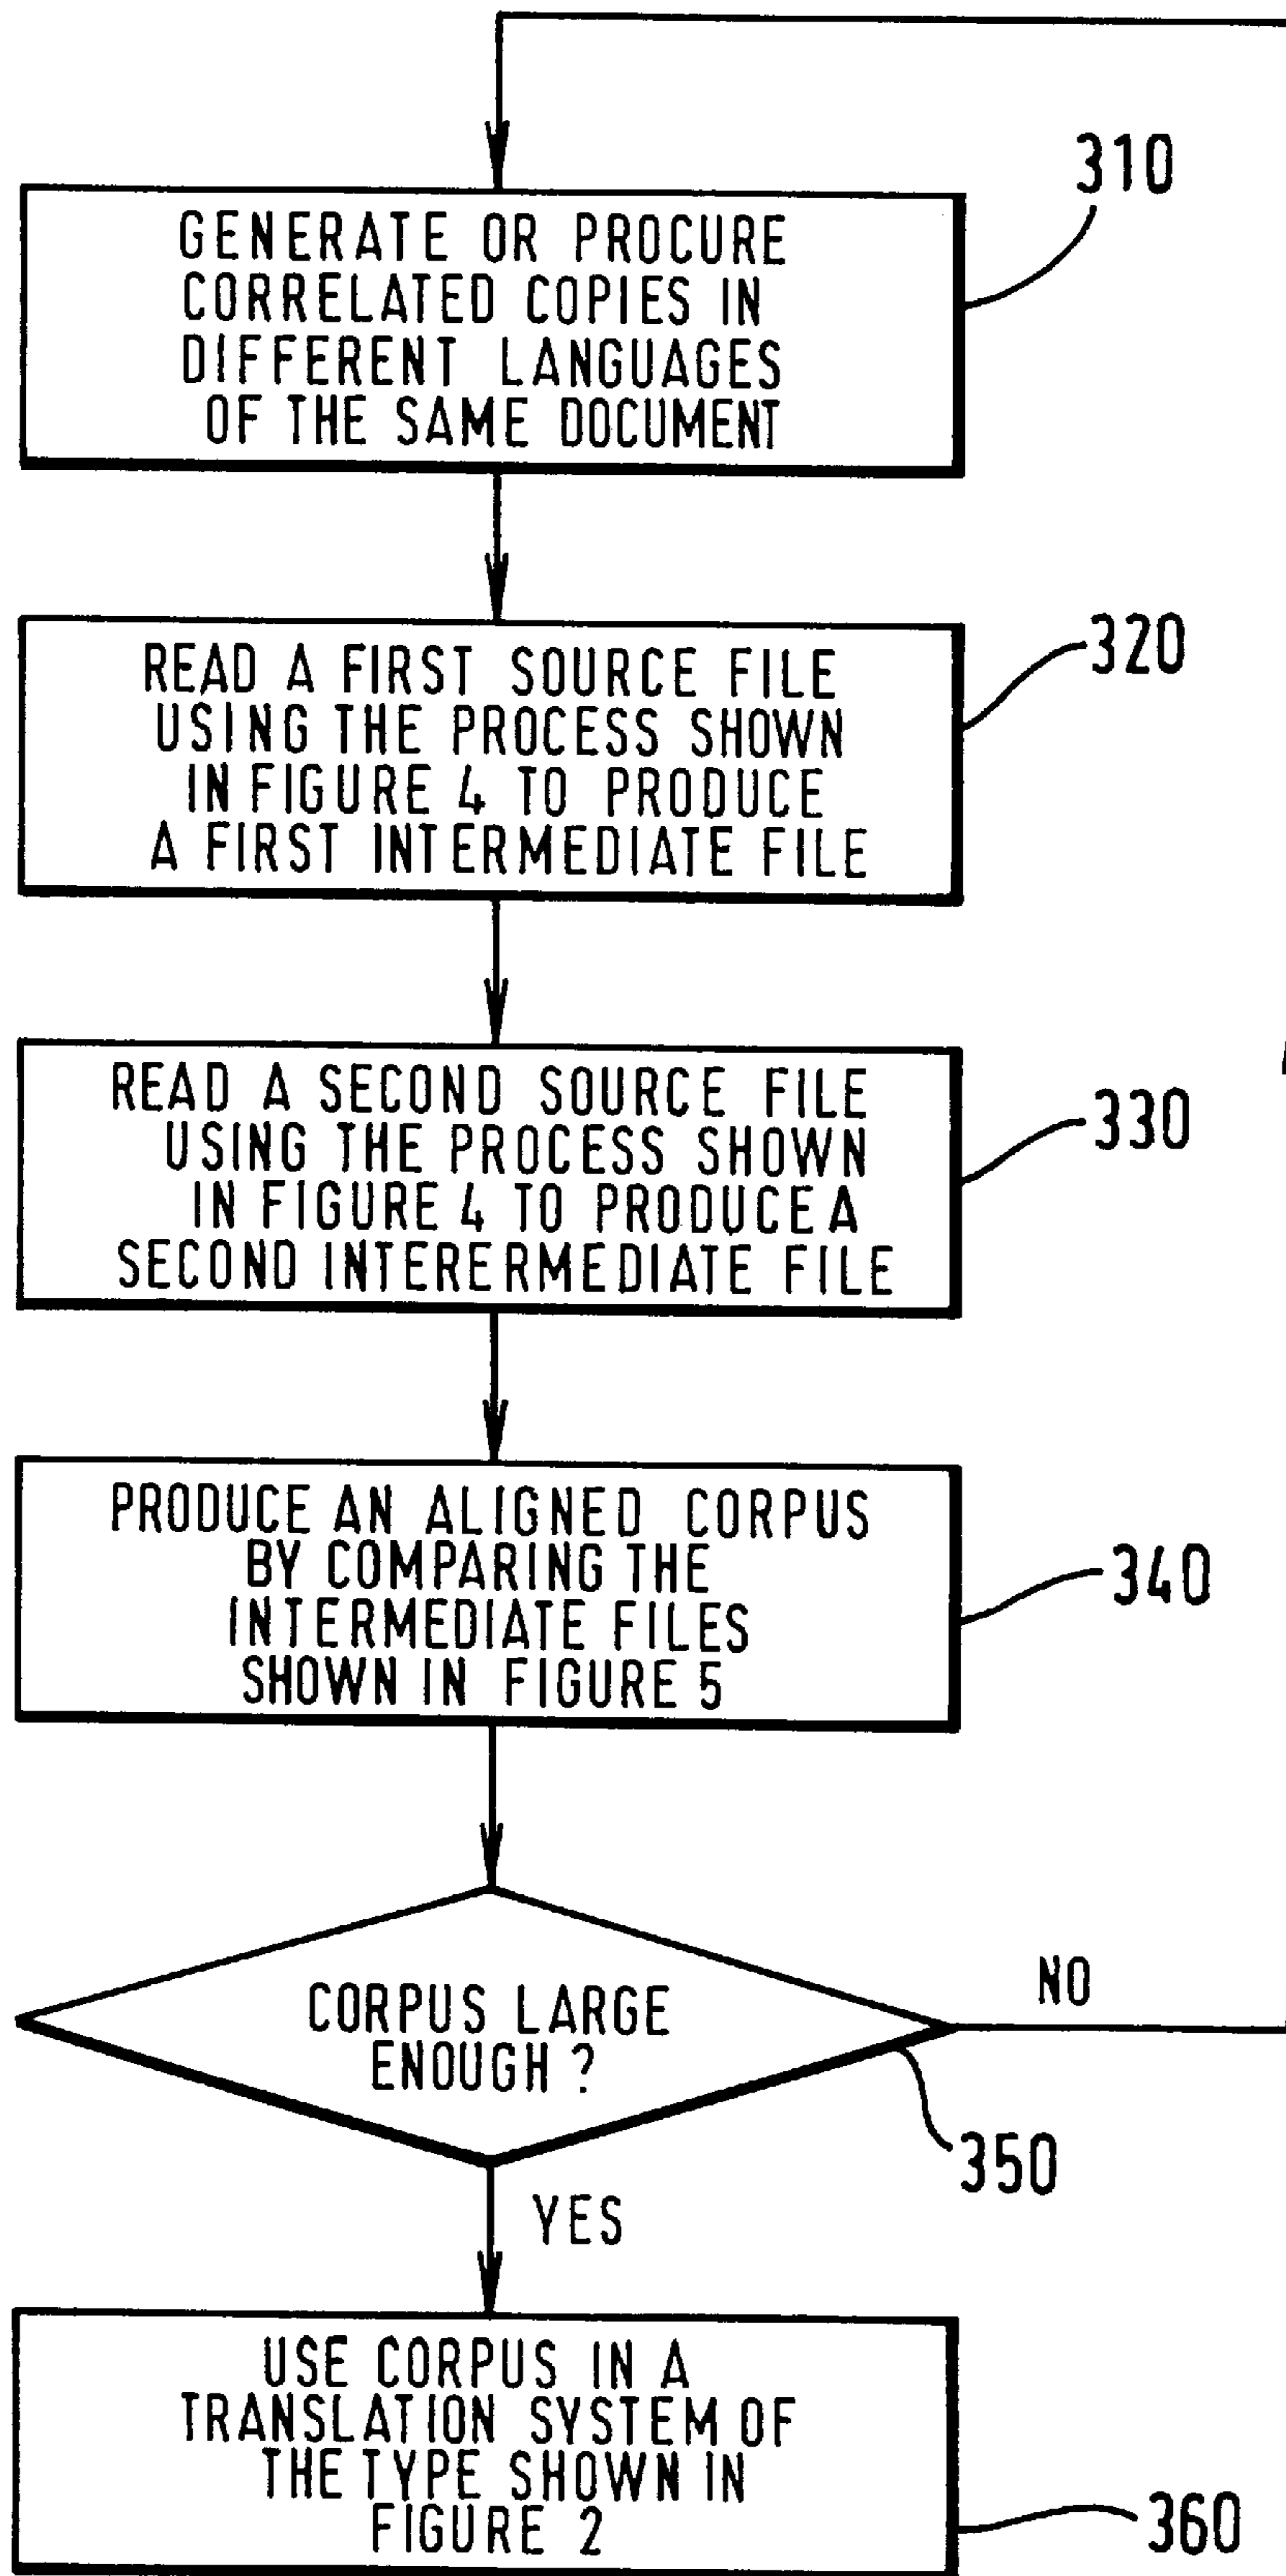 310
GENERATE OR PROCURE
CORRELATED COPIES IN
DIFFERENT LANGUAGES
OF THE SAME DOCUMENT
320
READ A FIRST SOURCE FILE
USING THE PROCESS SHOWN
IN FIGURE 4 TO PRODUCE
A FIRST INTERMEDIATE FILE
330
READ A SECOND SOURCE FILE
USING THE PROCESS SHOWN
IN FIGURE 4 TO PRODUCE A
SECOND INTERERMEDIATE FILE
340
PRODUCE AN ALIGNED CORPUS
BY COMPARING THE
INTERMEDIATE FILES
SHOWN IN FIGURE 5
CORPUS LARGE
ENOUGH ?
NO
350
YES
USE CORPUS IN A
TRANSLATION SYSTEM OF
THE TYPE SHOWN IN
FIGURE 2
360